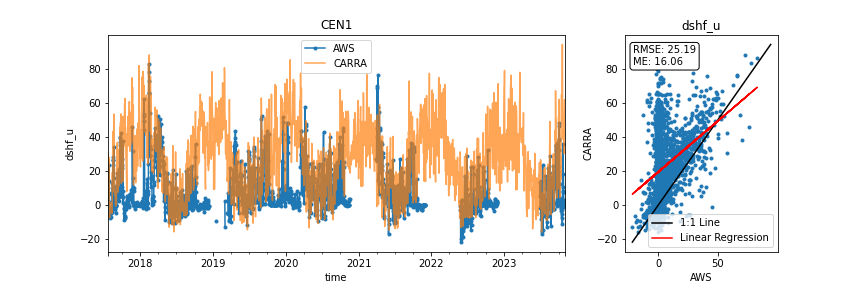 CEN1
dshf_u
80
60
40
20
0
−20
2018
2019
2020
2021
2022
2023
time
AWS
CARRA
dshf_u
RMSE: 25.19
ME: 16.06
CARRA
80
60
40
20
0
−20
0
50
AWS
1:1 Line
Linear Regression